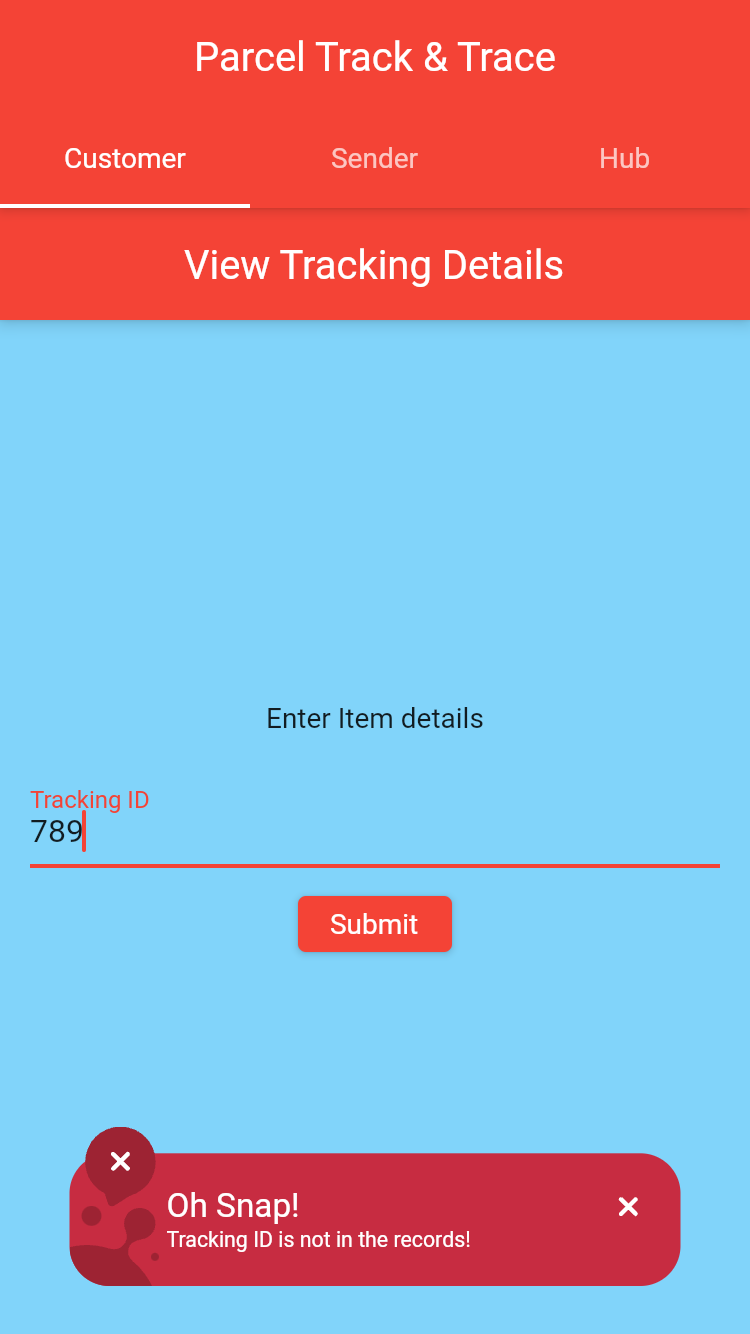 Parcel Track & Trace
Customer Sender Hub
View Tracking Details
Enter Item details
Tracking ID
789
Submit
Oh Snap!
Tracking ID is not in the records!